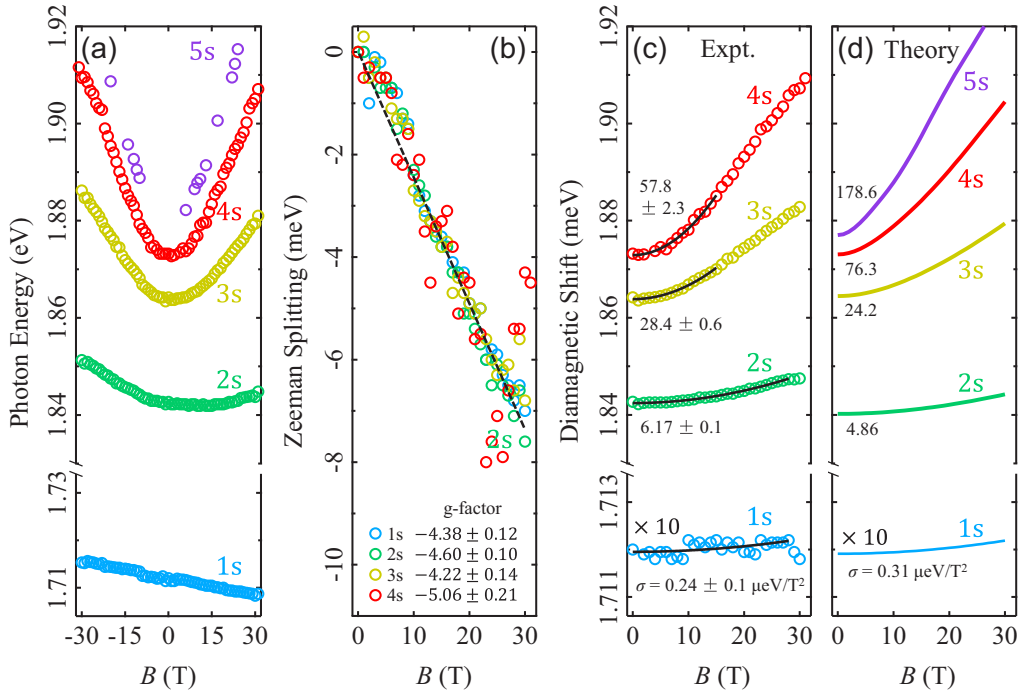 (a)
5s
4s
3s
2s
1s
1.92
1.90
1.88
1.86
1.84
1.73
1.71
Photon Energy (eV)
-30 -15 0 15 30
B (T)
(b)
0
-2
-4
-6
-8
-10
Zeeman Splitting (meV)
2s
g-factor
1s −4.38 ± 0.12
2s −4.60 ± 0.10
3s −4.22 ± 0.14
4s −5.06 ± 0.21
0 10 20 30
B (T)
(c) Expt.
4s
57.8
± 2.3
3s
28.4 ± 0.6
2s
6.17 ± 0.1
1s
× 10
σ = 0.24 ± 0.1 μeV/T²
1.92
1.90
1.88
1.86
1.84
1.713
1.711
Diamagnetic Shift (meV)
0 10 20 30
B (T)
(d) Theory
5s
178.6
4s
76.3
3s
24.2
2s
4.86
1s
× 10
σ = 0.31 μeV/T²
0 10 20 30
B (T)